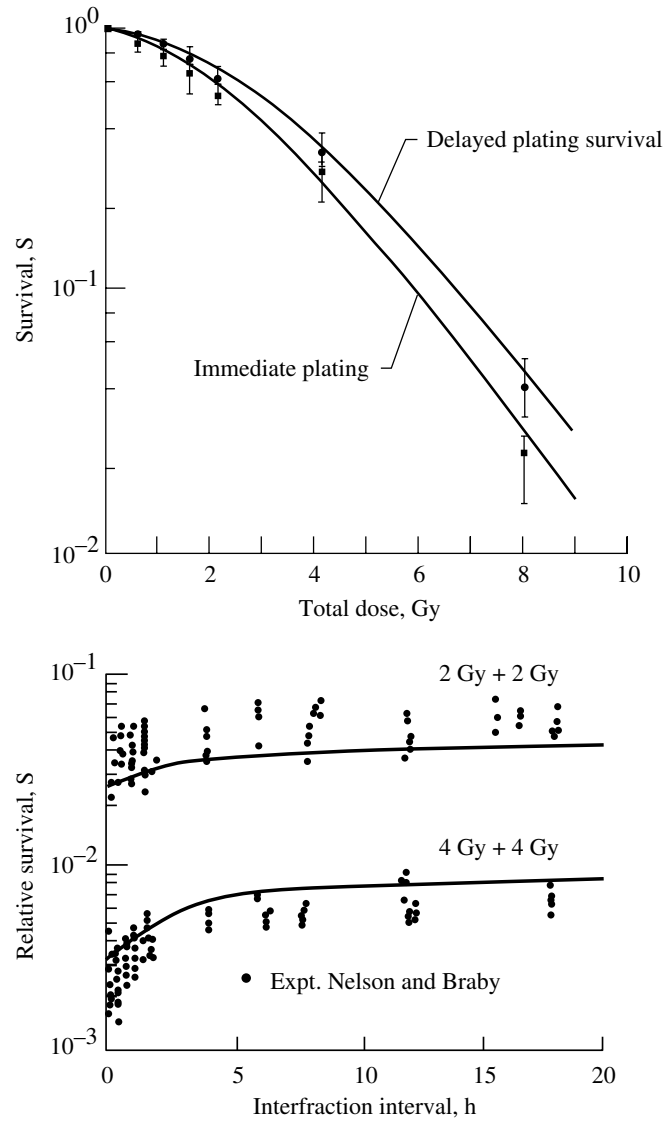 10⁰
Delayed plating survival
Survival, S
10⁻¹
Immediate plating
10⁻²
0 2 4 6 8 10
Total dose, Gy
10⁻¹
2 Gy + 2 Gy
Relative survival, S
10⁻²
4 Gy + 4 Gy
Expt. Nelson and Braby
10⁻³
0 5 10 15 20
Interfraction interval, h